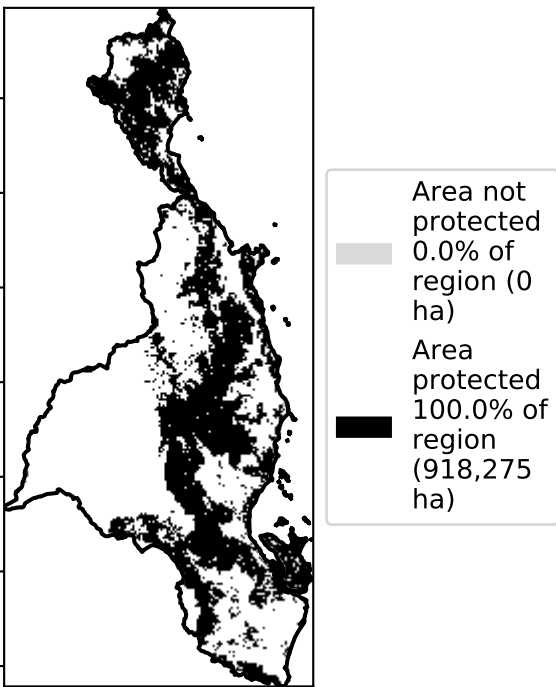 Area not
protected
0.0% of
region (0
ha)
Area
protected
100.0% of
region
(918,275
ha)